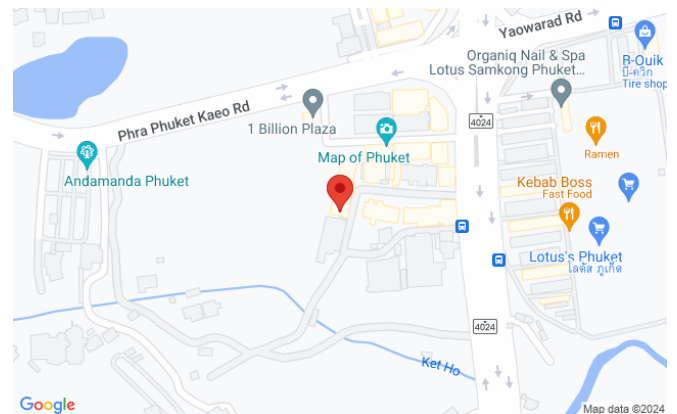 Yaowarad Rd
Organiq Nail & Spa
Lotus Samkong Phuket...
R-Quik
บี-ควิก
Tire shop
Phra Phuket Kaeo Rd
1 Billion Plaza
4024
Map of Phuket
Ramen
Andamanda Phuket
Kebab Boss
Fast Food
Lotus's Phuket
โลตัส ภูเก็ต
4024
Ket Ho
Google
Map data ©2024